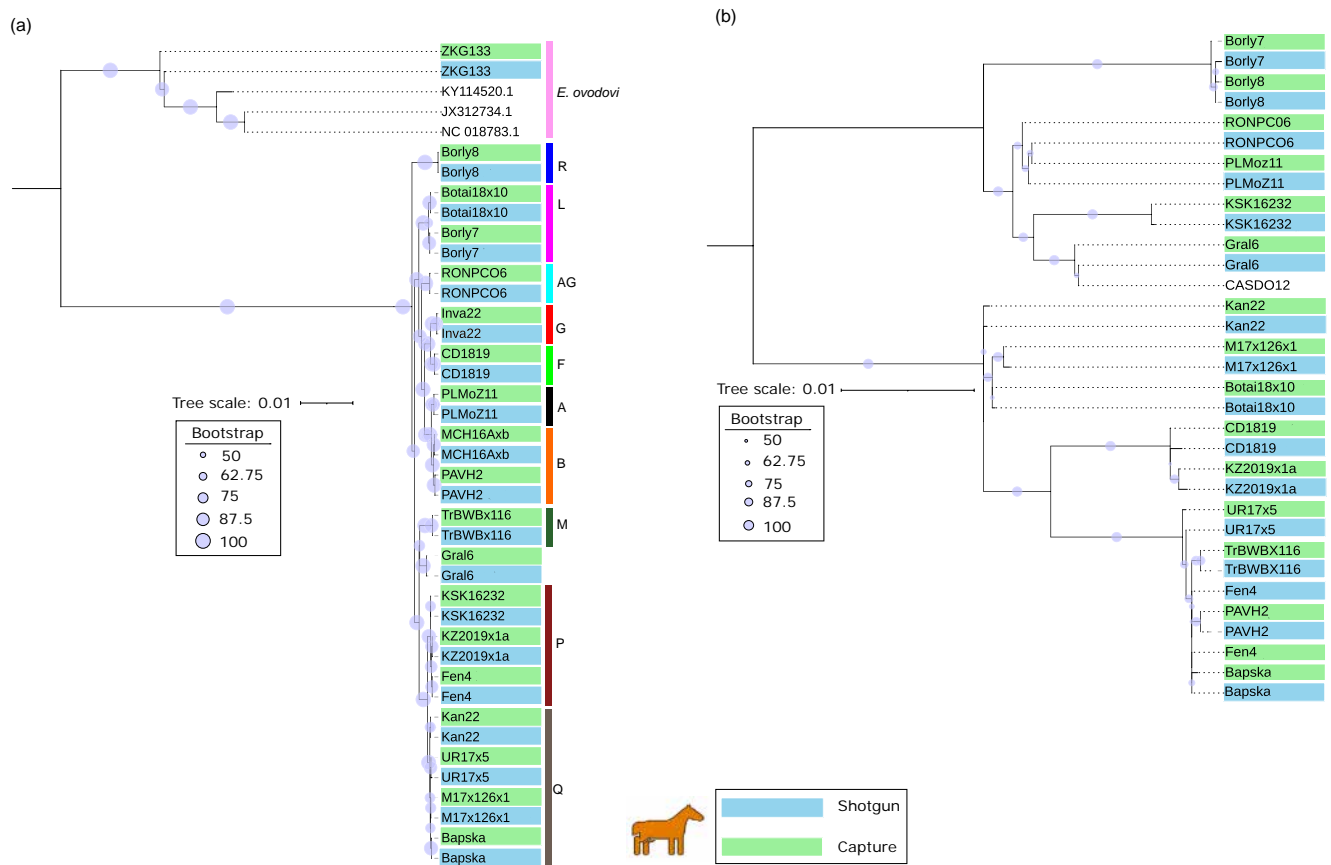 (a)
ZKG133
ZKG133
KY114520.1
JX312734.1
NC 018783.1
E. ovodovi
Borly8
Borly8
R
Botai18x10
Botai18x10
Borly7
Borly7
L
RONPCO6
RONPCO6
AG
Inva22
Inva22
G
CD1819
CD1819
F
PLMoZ11
PLMoZ11
A
MCH16Axb
MCH16Axb
PAVH2
PAVH2
B
TrBWBx116
TrBWBx116
M
Gral6
Gral6
KSK16232
KSK16232
KZ2019x1a
KZ2019x1a
Fen4
Fen4
P
Kan22
Kan22
UR17x5
UR17x5
M17x126x1
M17x126x1
Bapska
Bapska
Q
Tree scale: 0.01
Bootstrap
50
62.75
75
87.5
100
(b)
Borly7
Borly7
Borly8
Borly8
RONPC06
RONPCO6
PLMoz11
PLMoZ11
KSK16232
KSK16232
Gral6
Gral6
CASDO12
Kan22
Kan22
M17x126x1
M17x126x1
Botai18x10
Botai18x10
CD1819
CD1819
KZ2019x1a
KZ2019x1a
UR17x5
UR17x5
TrBWBX116
TrBWBX116
Fen4
PAVH2
PAVH2
Fen4
Bapska
Bapska
Tree scale: 0.01
Bootstrap
50
62.75
75
87.5
100
Shotgun
Capture